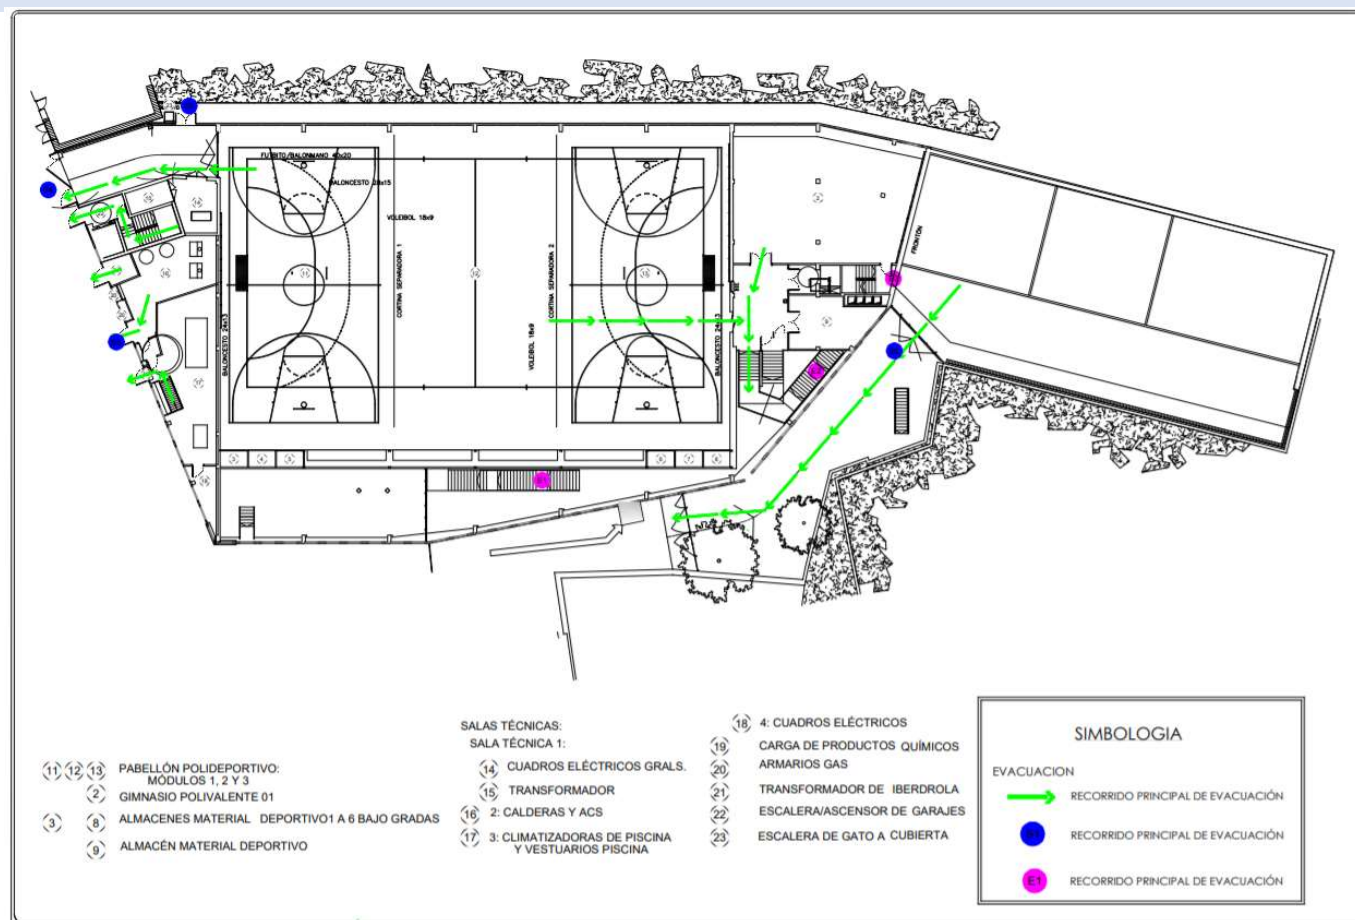 FUTBITO/BALONMANO 40x20
BALONCESTO 28x15
VOLEIBOL 18x9
CORTINA SEPARADORA 1
CORTINA SEPARADORA 2
VOLEIBOL 18x9
BALONCESTO 24x13
BALONCESTO 24x13
FRONTÓN
11 12 13 PABELLÓN POLIDEPORTIVO:
MÓDULOS 1, 2 Y 3
2 GIMNASIO POLIVALENTE 01
3 8 ALMACENES MATERIAL DEPORTIVO1 A 6 BAJO GRADAS
9 ALMACÉN MATERIAL DEPORTIVO
SALAS TÉCNICAS:
SALA TÉCNICA 1:
14 CUADROS ELÉCTRICOS GRALS.
15 TRANSFORMADOR
16 2: CALDERAS Y ACS
17 3: CLIMATIZADORAS DE PISCINA
Y VESTUARIOS PISCINA
18 4: CUADROS ELÉCTRICOS
19 CARGA DE PRODUCTOS QUÍMICOS
20 ARMARIOS GAS
21 TRANSFORMADOR DE IBERDROLA
22 ESCALERA/ASCENSOR DE GARAJES
23 ESCALERA DE GATO A CUBIERTA
SIMBOLOGIA
EVACUACION
RECORRIDO PRINCIPAL DE EVACUACIÓN
RECORRIDO PRINCIPAL DE EVACUACIÓN
E1 RECORRIDO PRINCIPAL DE EVACUACIÓN